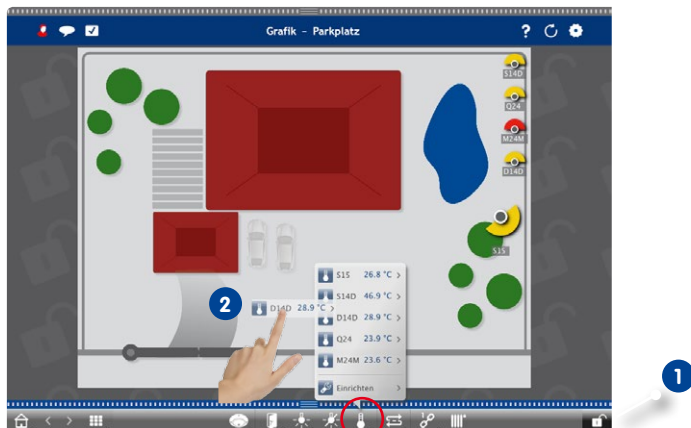 Grafik – Parkplatz
?
S14D
Q24
M24M
D14D
S15
S15 26.8 °C >
S14D 46.9 °C >
D14D 28.9 °C >
D14D 28.9 °C >
Q24 23.9 °C >
M24M 23.6 °C >
Einrichten >
2
1